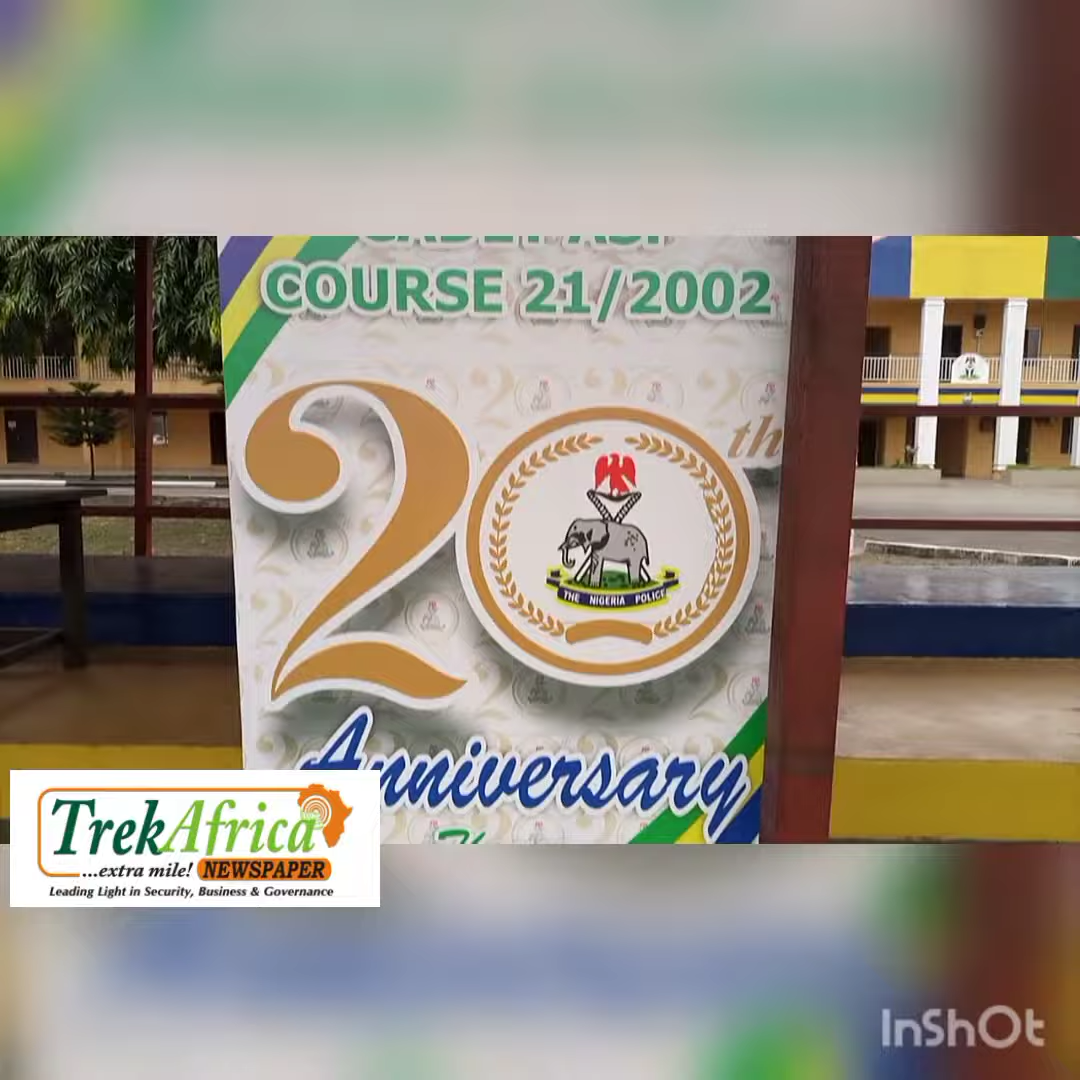 COURSE 21/2002
20th
THE NIGERIA POLICE
Anniversary
TrekAfrica
...extra mile! NEWSPAPER
Leading Light in Security, Business & Governance
InShOt